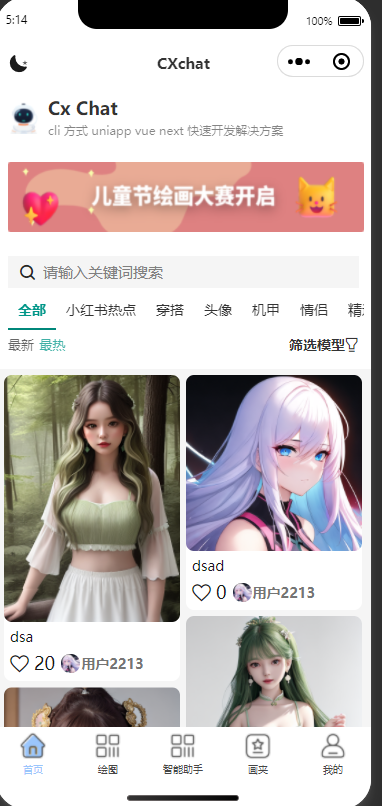 5:14
100%
CXchat
Cx Chat
cli 方式 uniapp vue next 快速开发解决方案
儿童节绘画大赛开启
请输入关键词搜索
全部 小红书热点 穿搭 头像 机甲 情侣
最新 最热 筛选模型
dsa
20 用户2213
dsad
0 用户2213
首页 绘图 智能助手 画夹 我的